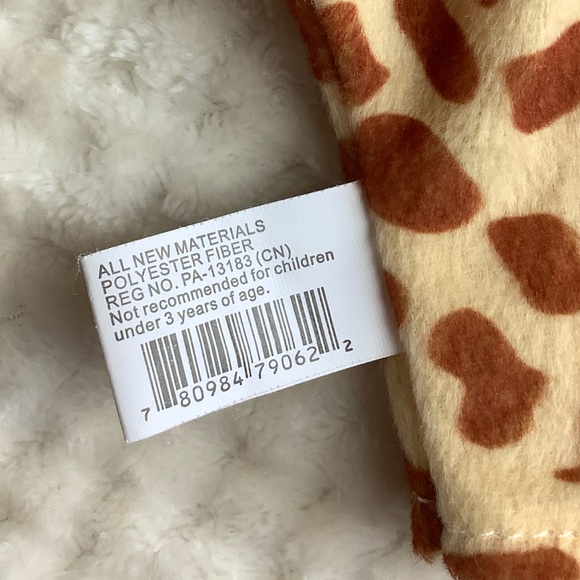 ALL NEW MATERIALS
POLYESTER FIBER
REG NO. PA-13183 (CN)
Not recommended for children
under 3 years of age.
7 80984 79062 2